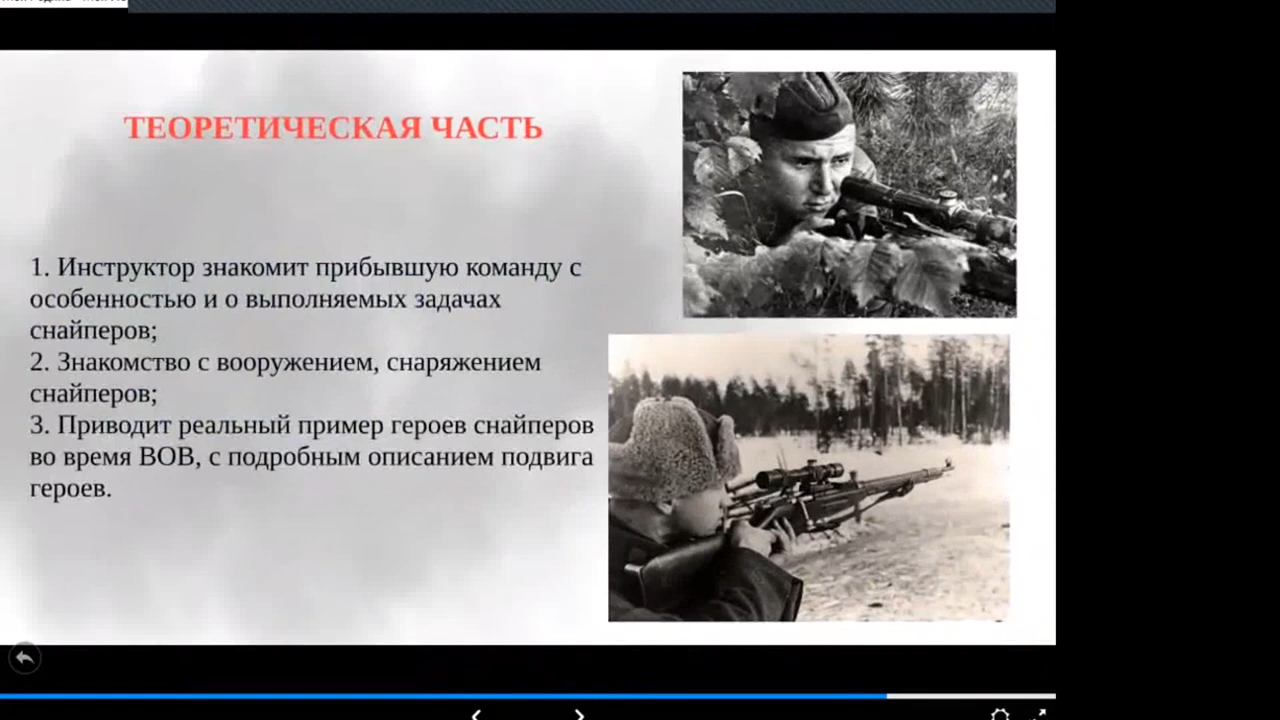 ТЕОРЕТИЧЕСКАЯ ЧАСТЬ
1. Инструктор знакомит прибывшую команду с
особенностью и о выполняемых задачах
снайперов;
2. Знакомство с вооружением, снаряжением
снайперов;
3. Приводит реальный пример героев снайперов
во время ВОВ, с подробным описанием подвига
героев.